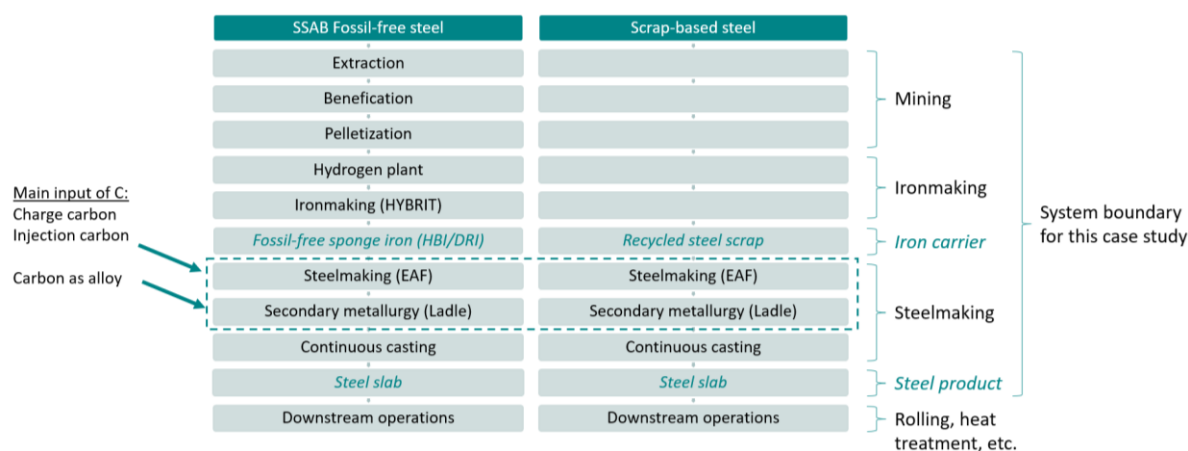 SSAB Fossil-free steel
Scrap-based steel
Extraction
Benefication
Pelletization
Mining
Hydrogen plant
Ironmaking (HYBRIT)
Ironmaking
Main input of C:
Charge carbon
Injection carbon
Carbon as alloy
Fossil-free sponge iron (HBI/DRI)
Recycled steel scrap
Iron carrier
Steelmaking (EAF)
Steelmaking (EAF)
Secondary metallurgy (Ladle)
Secondary metallurgy (Ladle)
Continuous casting
Continuous casting
Steelmaking
Steel slab
Steel slab
Steel product
Downstream operations
Downstream operations
Rolling, heat
treatment, etc.
System boundary
for this case study